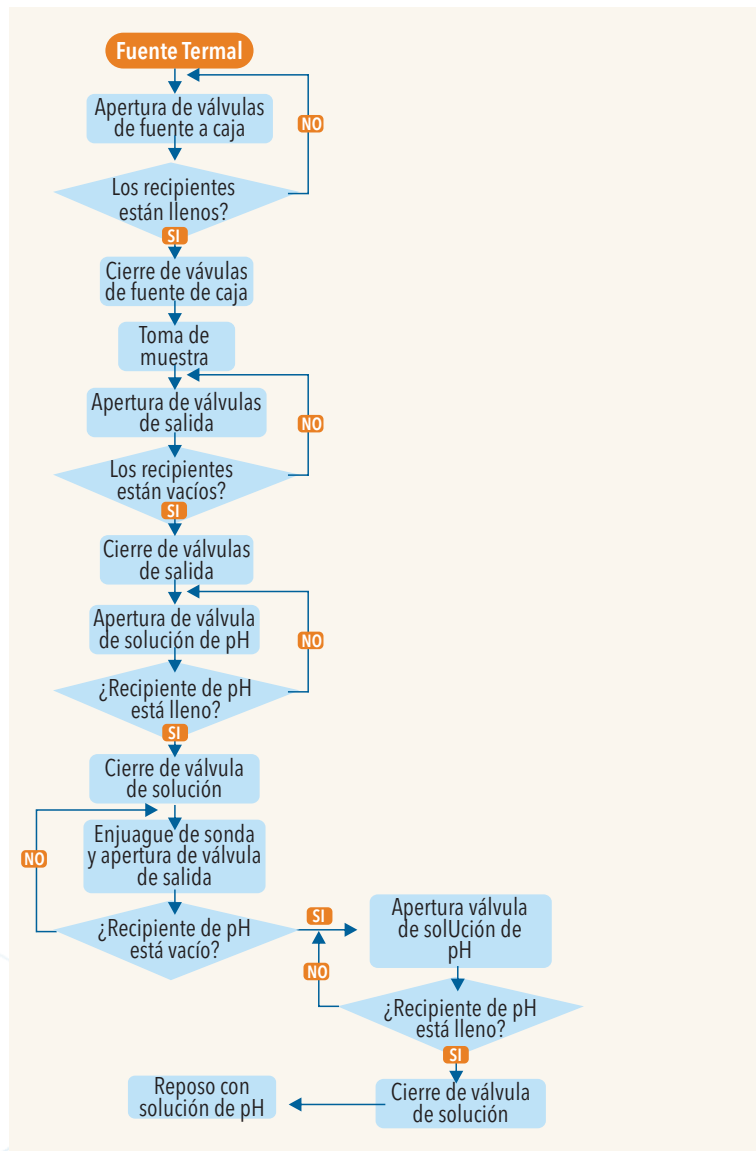 Fuente Termal
Apertura de válvulas
de fuente a caja
NO
Los recipientes
están llenos?
SI
Cierre de vávulas
de fuente de caja
Toma de
muestra
Apertura de válvulas
de salida
NO
Los recipientes
están vacíos?
SI
Cierre de válvulas
de salida
Apertura de válvula
de solución de pH
NO
¿Recipiente de pH
está lleno?
SI
Cierre de válvula
de solución
Enjuague de sonda
y apertura de válvula
de salida
NO
¿Recipiente de pH
está vacío?
SI
Apertura válvula
de solUción de
pH
NO
¿Recipiente de pH
está lleno?
SI
Cierre de válvula
de solución
Reposo con
solución de pH